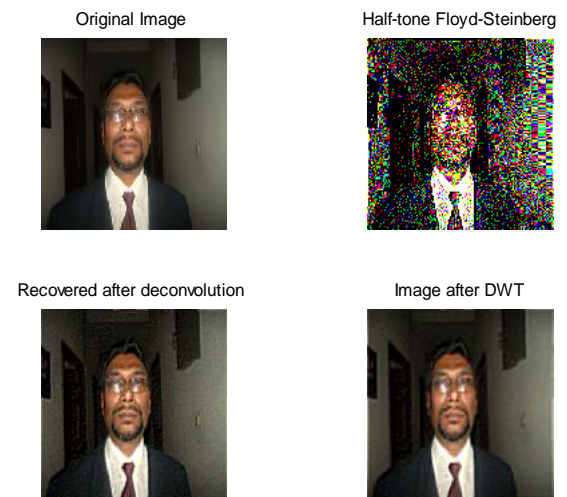 Original Image
Half-tone Floyd-Steinberg
Recovered after deconvolution
Image after DWT